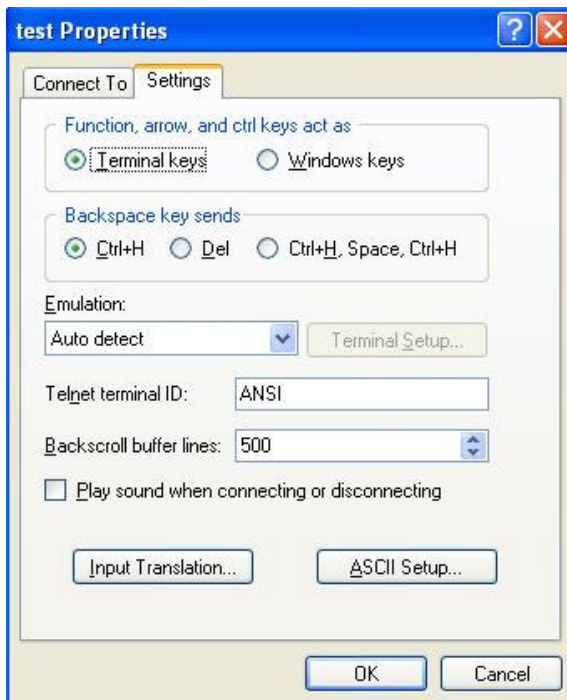 test Properties
Connect To Settings
Function, arrow, and ctrl keys act as
Terminal keys Windows keys
Backspace key sends
Ctrl+H Del Ctrl+H, Space, Ctrl+H
Emulation:
Auto detect Terminal Setup...
Telnet terminal ID: ANSI
Backscroll buffer lines: 500
Play sound when connecting or disconnecting
Input Translation... ASCII Setup...
OK Cancel